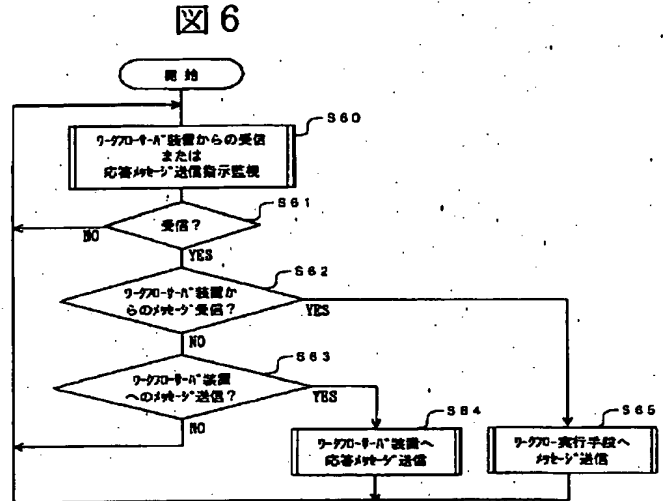 図6
開始
ワークフローサーバ装置からの受信
または
応答メッセージ送信指示監視
S60
受信?
S61
NO
YES
ワークフローサーバ装置か
らのメッセージ受信?
S62
YES
NO
ワークフローサーバ装置
へのメッセージ送信?
S63
YES
NO
ワークフローサーバ装置へ
応答メッセージ送信
S64
ワークフロー実行手段へ
メッセージ送信
S65